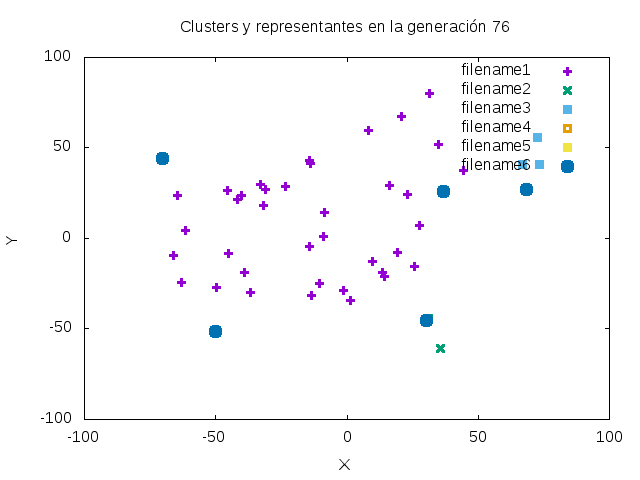 Clusters y representantes en la generación 76
100
50
0
-50
-100
-100
-50
0
50
100
Y
X
filename1
filename2
filename3
filename4
filename5
filename6